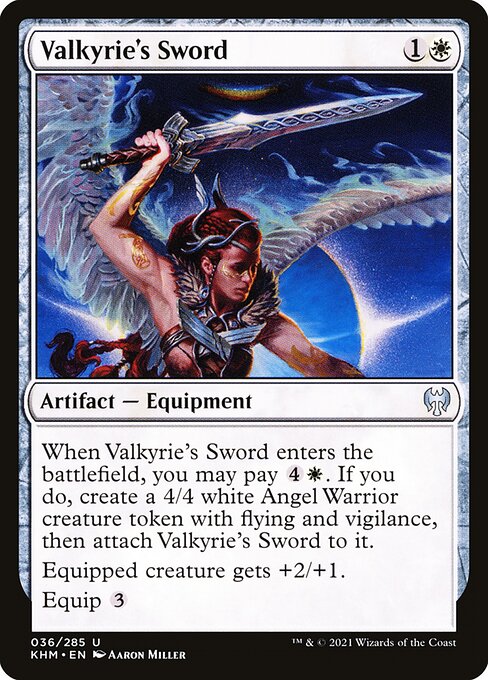 Valkyrie's Sword 1
Artifact — Equipment
When Valkyrie's Sword enters the
battlefield, you may pay 4 . If you
do, create a 4/4 white Angel Warrior
creature token with flying and vigilance,
then attach Valkyrie's Sword to it.
Equipped creature gets +2/+1.
Equip 3
036/285 U
KHM • EN Aaron Miller
™ & © 2021 Wizards of the Coast